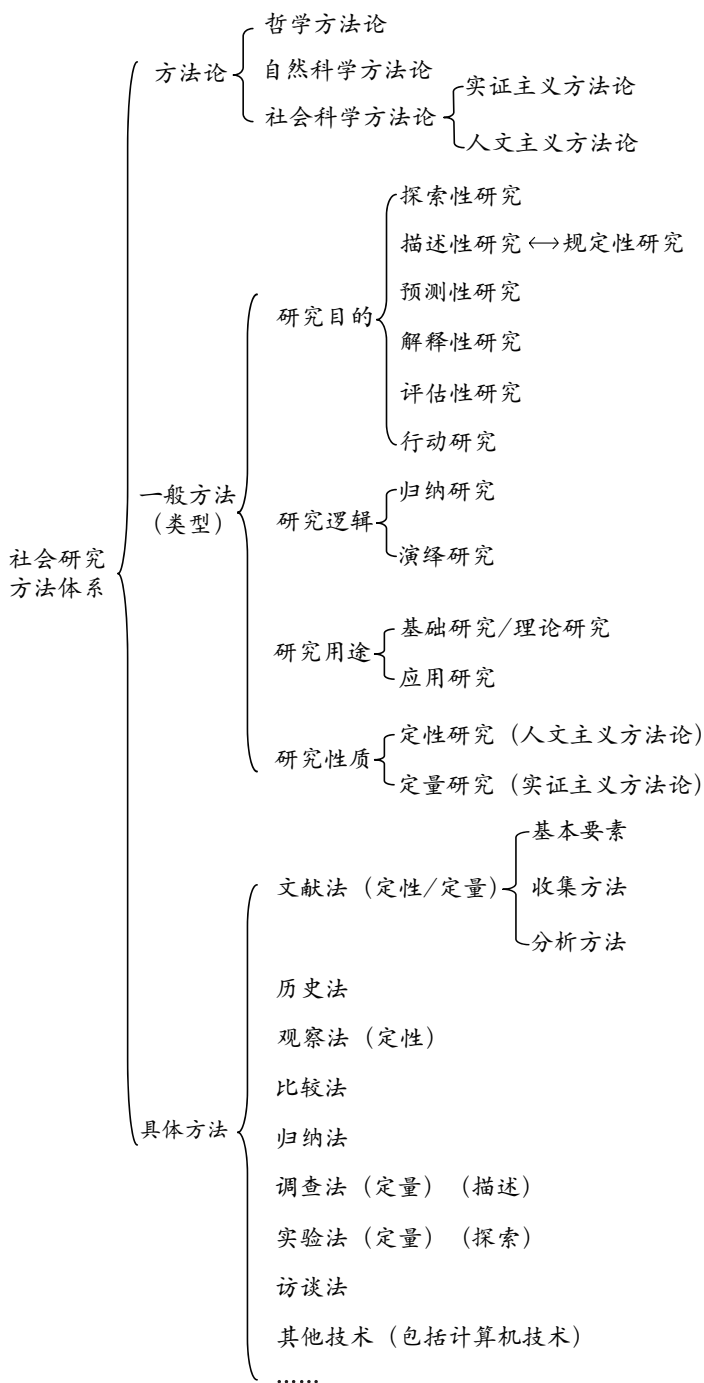 哲学方法论
方法论
自然科学方法论
社会科学方法论
实证主义方法论
人文主义方法论
探索性研究
描述性研究↔规定性研究
预测性研究
研究目的
解释性研究
评估性研究
行动研究
一般方法
（类型）
归纳研究
研究逻辑
演绎研究
社会研究
方法体系
基础研究/理论研究
研究用途
应用研究
定性研究（人文主义方法论）
研究性质
定量研究（实证主义方法论）
基本要素
文献法（定性/定量）
收集方法
分析方法
历史法
观察法（定性）
比较法
具体方法
归纳法
调查法（定量）（描述）
实验法（定量）（探索）
访谈法
其他技术（包括计算机技术）
……